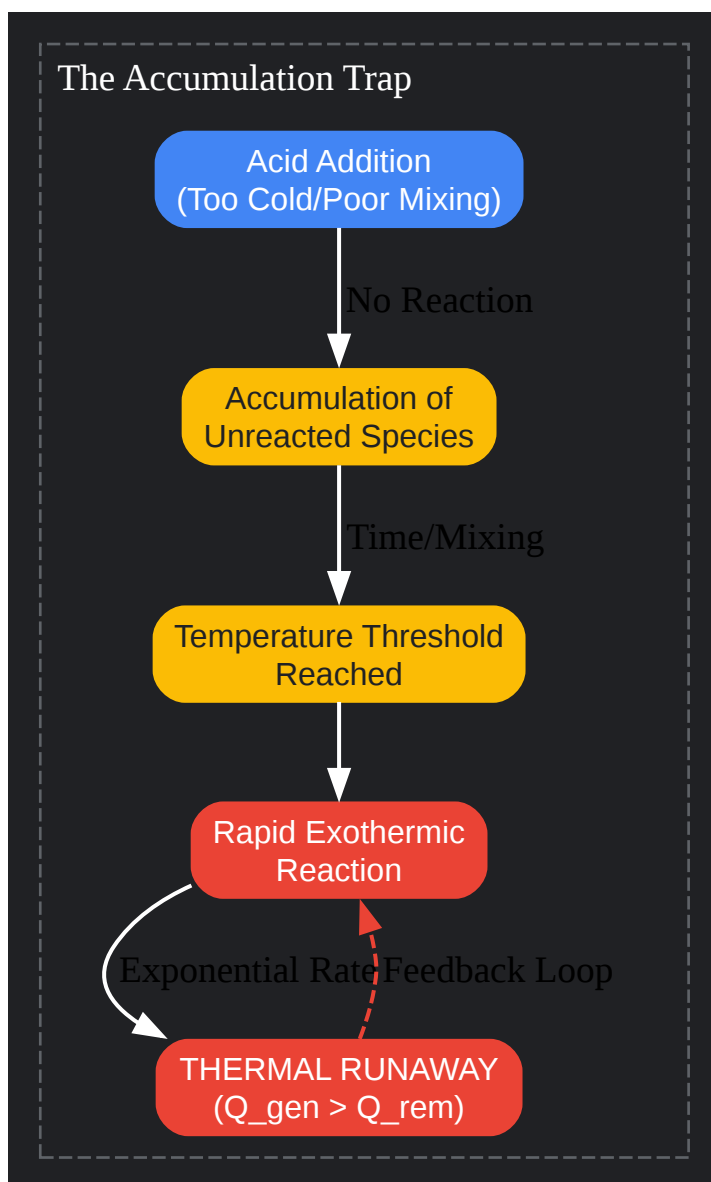 The Accumulation Trap
Acid Addition
(Too Cold/Poor Mixing)
No Reaction
Accumulation of
Unreacted Species
Time/Mixing
Temperature Threshold
Reached
Rapid Exothermic
Reaction
Exponential Rate
Feedback Loop
THERMAL RUNAWAY
(Q_gen > Q_rem)